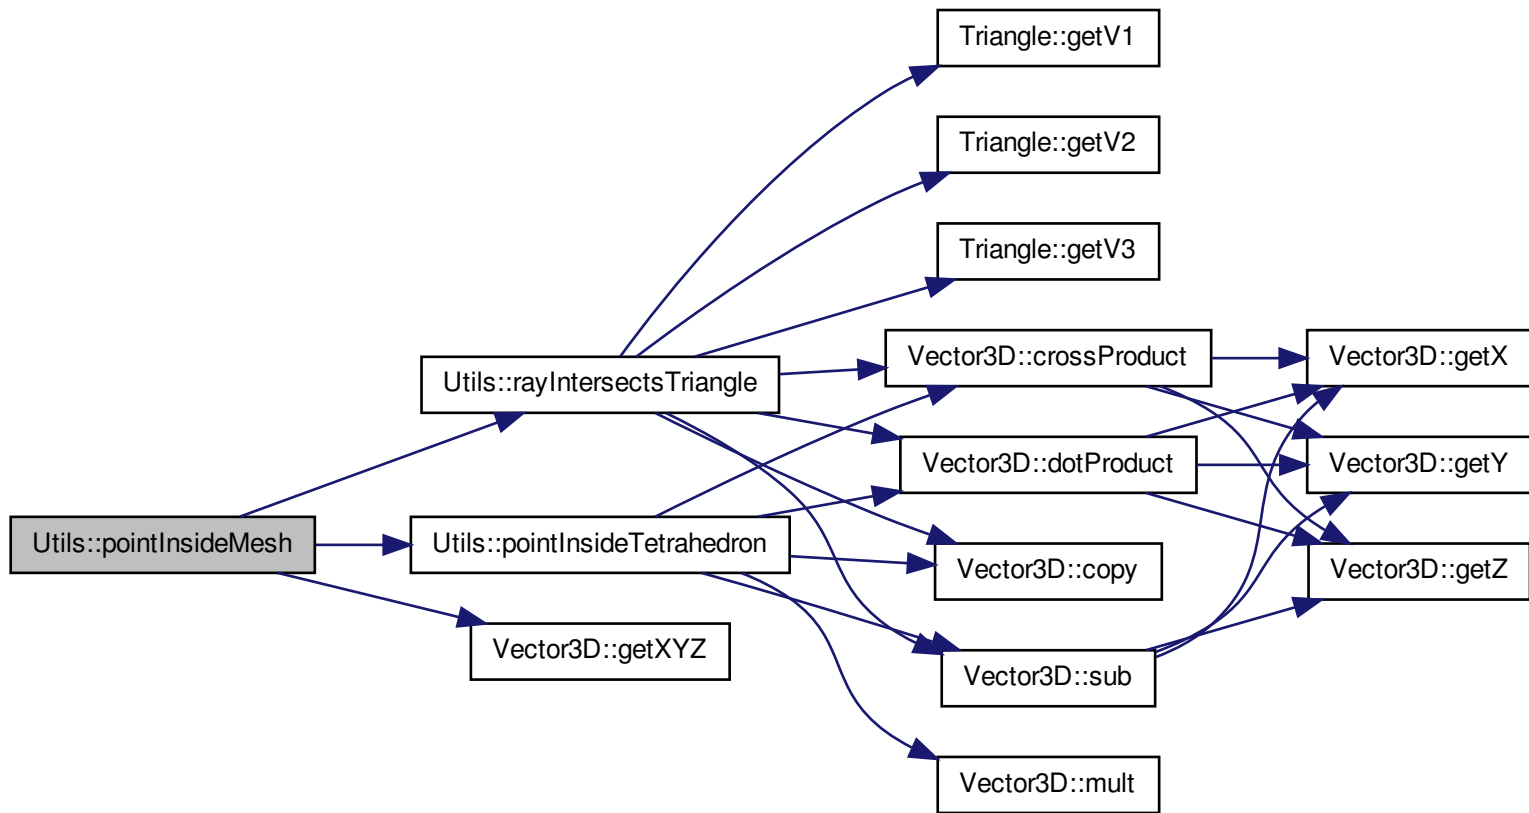 Triangle::getV1
Triangle::getV2
Triangle::getV3
Vector3D::crossProduct
Vector3D::getX
Utils::rayIntersectsTriangle
Vector3D::dotProduct
Vector3D::getY
Utils::pointInsideMesh
Utils::pointInsideTetrahedron
Vector3D::copy
Vector3D::getZ
Vector3D::getXYZ
Vector3D::sub
Vector3D::mult